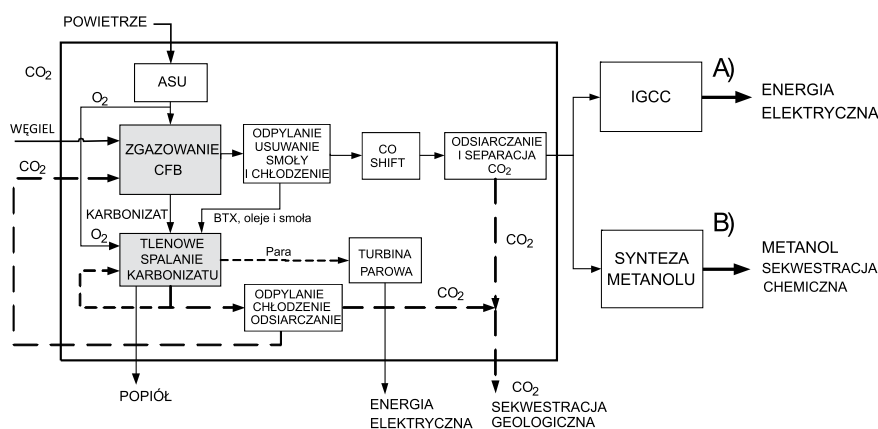 POWIETRZE
CO2
ASU
O2
WĘGIEL
ZGAZOWANIE
CFB
ODPYLANIE
USUWANIE
SMOŁY
I CHŁODZENIE
CO
SHIFT
ODSIARCZANIE
I SEPARACJA
CO2
IGCC
A)
ENERGIA
ELEKTRYCZNA
CO2
KARBONIZAT
BTX, oleje i smoła
O2
TLENOWE
SPALANIE
KARBONIZATU
Para
TURBINA
PAROWA
CO2
SYNTEZA
METANOLU
B)
METANOL
SEKWESTRACJA
CHEMICZNA
ODPYLANIE
CHŁODZENIE
ODSIARCZANIE
CO2
POPIÓŁ
ENERGIA
ELEKTRYCZNA
CO2
SEKWESTRACJA
GEOLOGICZNA